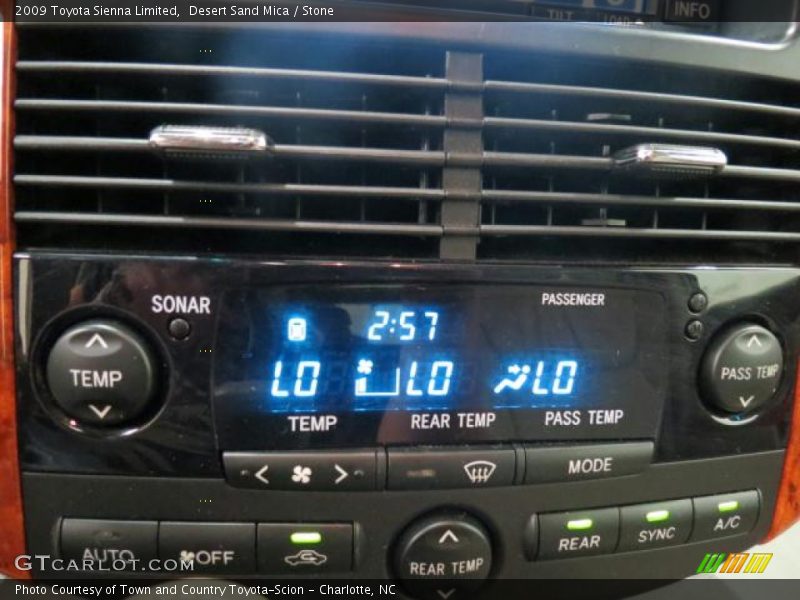 2009 Toyota Sienna Limited,  Desert Sand Mica / Stone
TILT LOAD ▲ INFO
SONAR
PASSENGER
2:57
TEMP
LO LO LO
PASS TEMP
TEMP REAR TEMP PASS TEMP
MODE
AUTO OFF
REAR TEMP
REAR SYNC A/C
GTCARLOT.COM
Photo Courtesy of Town and Country Toyota-Scion - Charlotte, NC